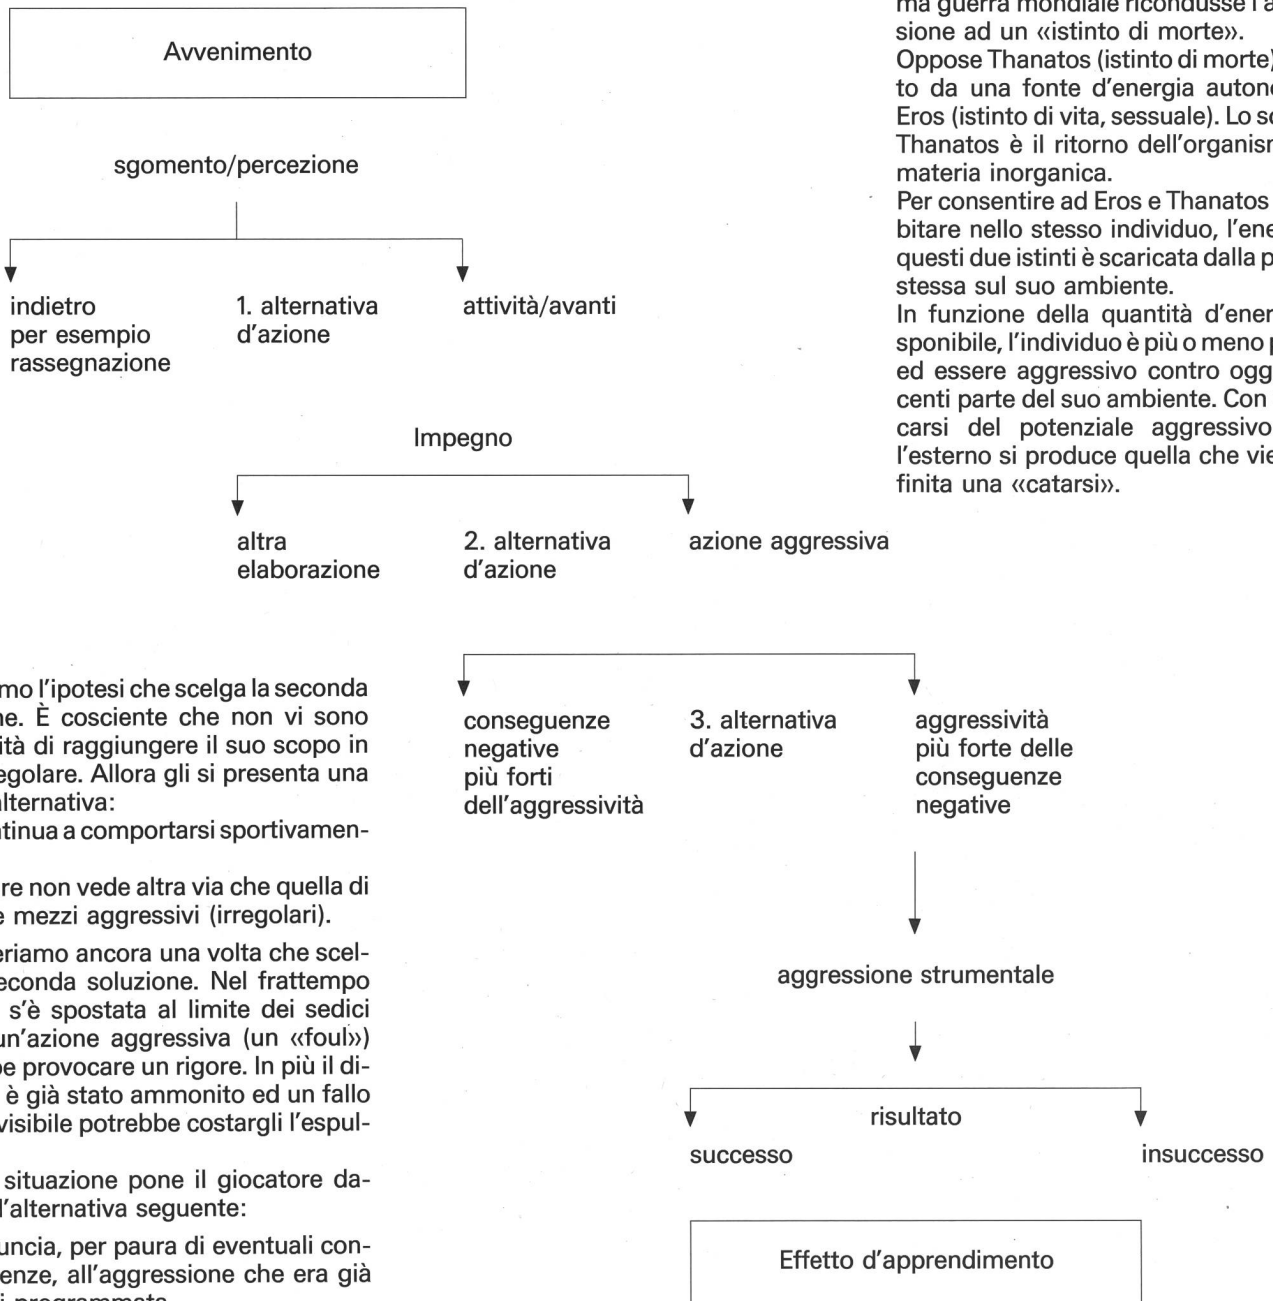 Avvenimento
sgomento/percezione
indietro
per esempio
rassegnazione
1. alternativa
d'azione
attività/avanti
Impegno
altra
elaborazione
2. alternativa
d'azione
azione aggressiva
conseguenze
negative
più forti
dell'aggressività
3. alternativa
d'azione
aggressività
più forte delle
conseguenze
negative
aggressione strumentale
risultato
successo
insuccesso
Effetto d'apprendimento
mo l'ipotesi che scelga la seconda
ne. È cosciente che non vi sono
ità di raggiungere il suo scopo in
egolare. Allora gli si presenta una
alternativa:
ntinua a comportarsi sportivamen-
re non vede altra via che quella di
e mezzi aggressivi (irregolari).
eriamo ancora una volta che scel-
econda soluzione. Nel frattempo
s'è spostata al limite dei sedici
un'azione aggressiva (un «foul»)
be provocare un rigore. In più il di-
è già stato ammonito ed un fallo
visibile potrebbe costargli l'espul-
situazione pone il giocatore da-
l'alternativa seguente:
uncia, per paura di eventuali con-
enze, all'aggressione che era già
i programmata
ma guerra mondiale ricondusse l'a
sione ad un «istinto di morte».
Oppose Thanatos (istinto di morte)
to da una fonte d'energia auton
Eros (istinto di vita, sessuale). Lo s
Thanatos è il ritorno dell'organism
materia inorganica.
Per consentire ad Eros e Thanatos
bitare nello stesso individuo, l'ene
questi due istinti è scaricata dalla p
stessa sul suo ambiente.
In funzione della quantità d'ener
sponibile, l'individuo è più o meno p
ed essere aggressivo contro ogg
centi parte del suo ambiente. Con
carsi del potenziale aggressivo
l'esterno si produce quella che vie
finita una «catarsi».